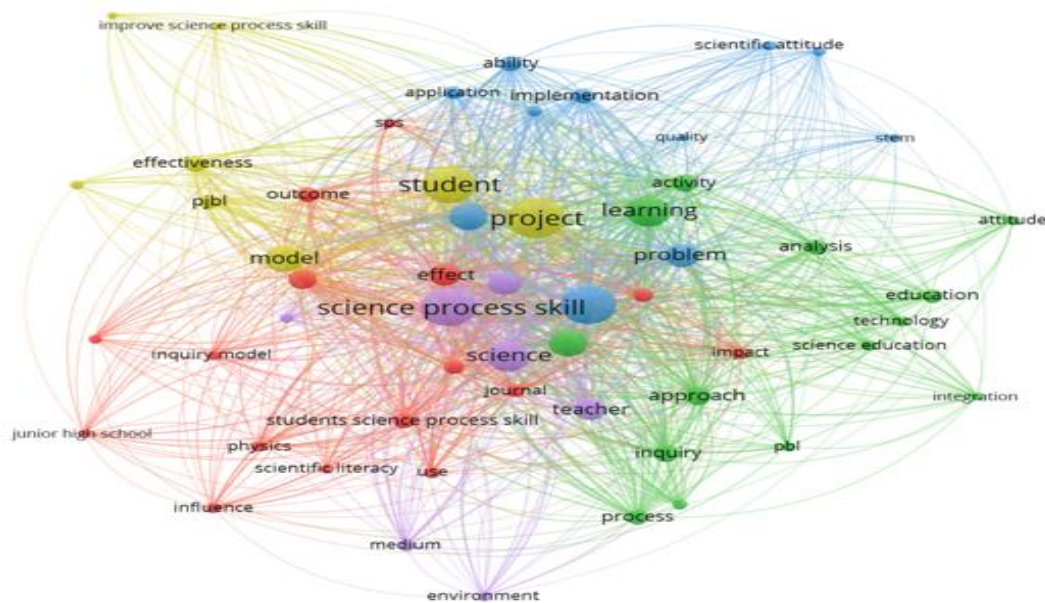 improve science process skill
scientific attitude
ability
application
implementation
sps
quality
stem
effectiveness
student
activity
outcome
pjbl
project
learning
attitude
model
effect
problem
analysis
science process skill
education
technology
inquiry model
science
impact
science education
journal
approach
integration
junior high school
students science process skill
teacher
physics
scientific literacy
use
inquiry
pbl
influence
process
medium
environment